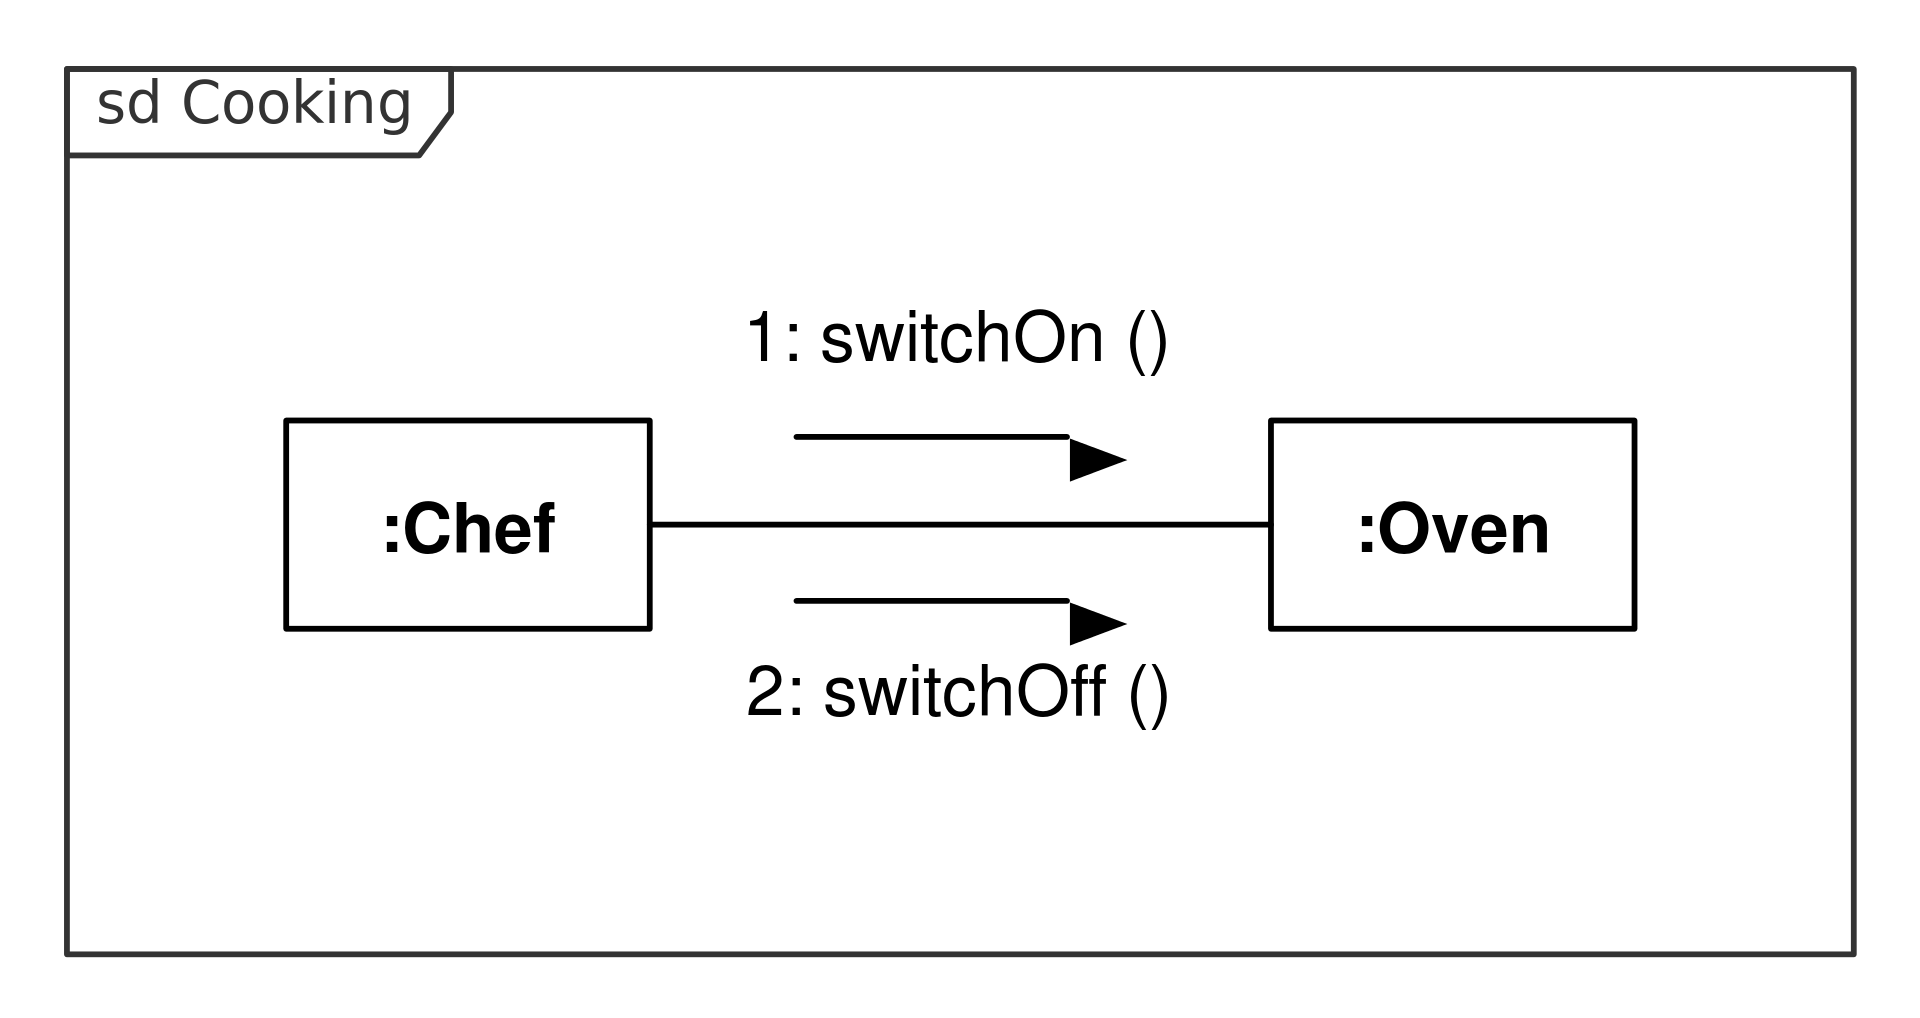 sd Cooking
1: switchOn ()
:Chef
:Oven
2: switchOff ()